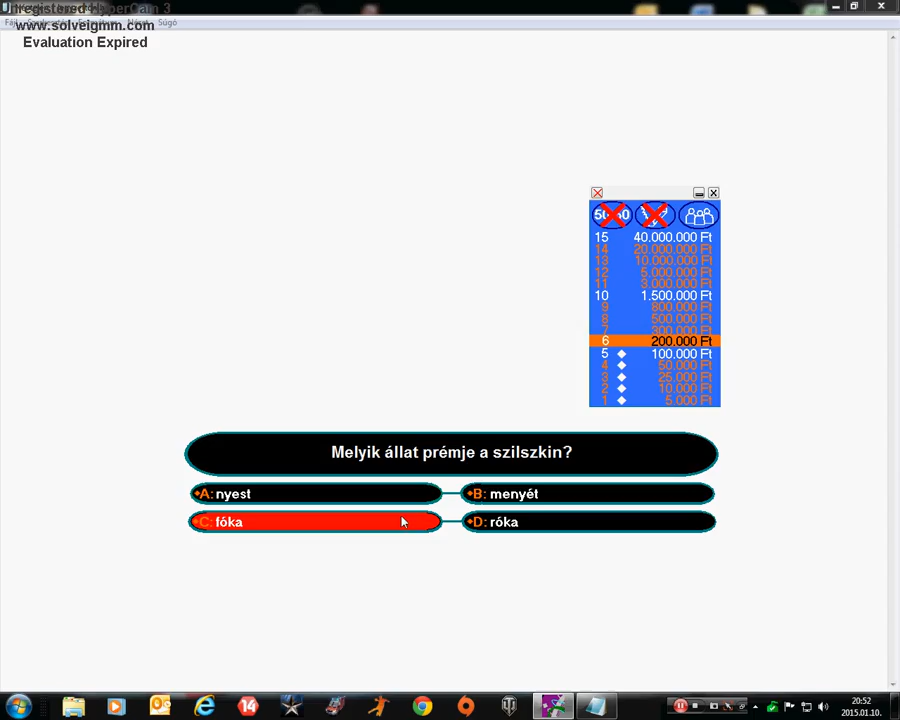 Unregistered HyperCam 3
www.solveigmm.com
Súgó
Evaluation Expired
50:50
15 40.000.000 Ft
14 20.000.000 Ft
13 10.000.000 Ft
12 5.000.000 Ft
11 3.000.000 Ft
10 1.500.000 Ft
9 800.000 Ft
8 500.000 Ft
7 300.000 Ft
6 200.000 Ft
5 100.000 Ft
4 50.000 Ft
3 25.000 Ft
2 10.000 Ft
1 5.000 Ft
Melyik állat prémje a szilszkin?
A: nyest
B: menyét
C: fóka
D: róka
14
20:52
2015.01.10.